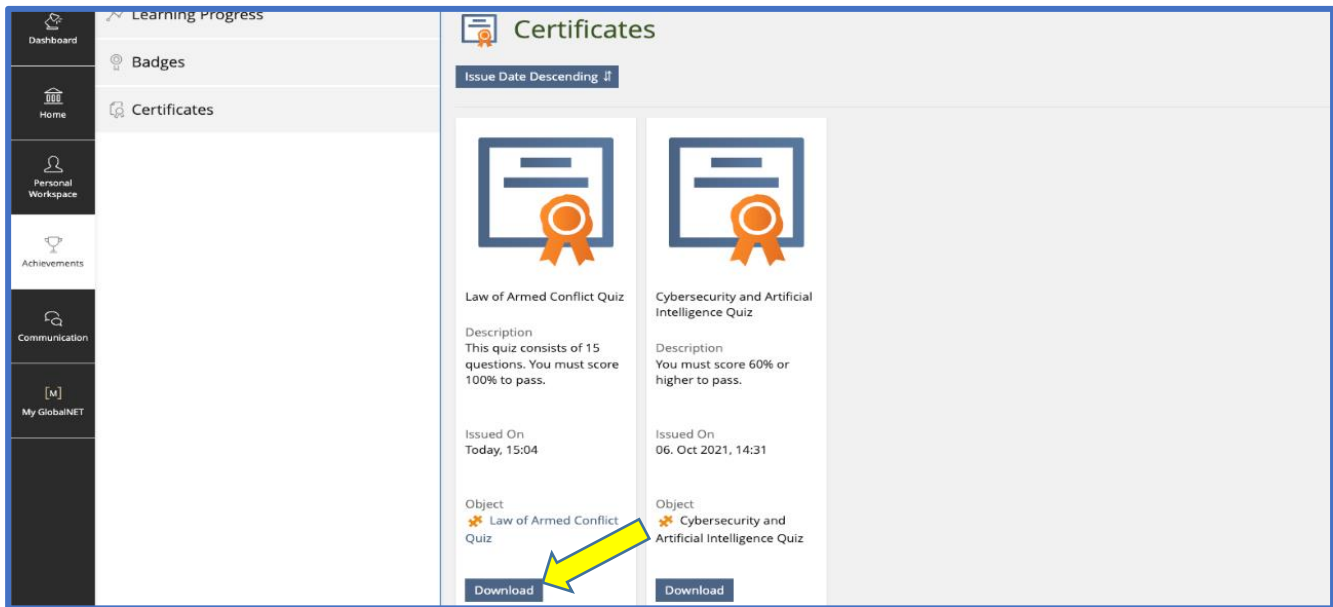 Dashboard
Home
Personal
Workspace
Achievements
Communication
[M]
My GlobalNET
Learning Progress
Badges
Certificates
Certificates
Issue Date Descending
Law of Armed Conflict Quiz
Description
This quiz consists of 15
questions. You must score
100% to pass.
Issued On
Today, 15:04
Object
Law of Armed Conflict
Quiz
Download
Cybersecurity and Artificial
Intelligence Quiz
Description
You must score 60% or
higher to pass.
Issued On
06. Oct 2021, 14:31
Object
Cybersecurity and
Artificial Intelligence Quiz
Download